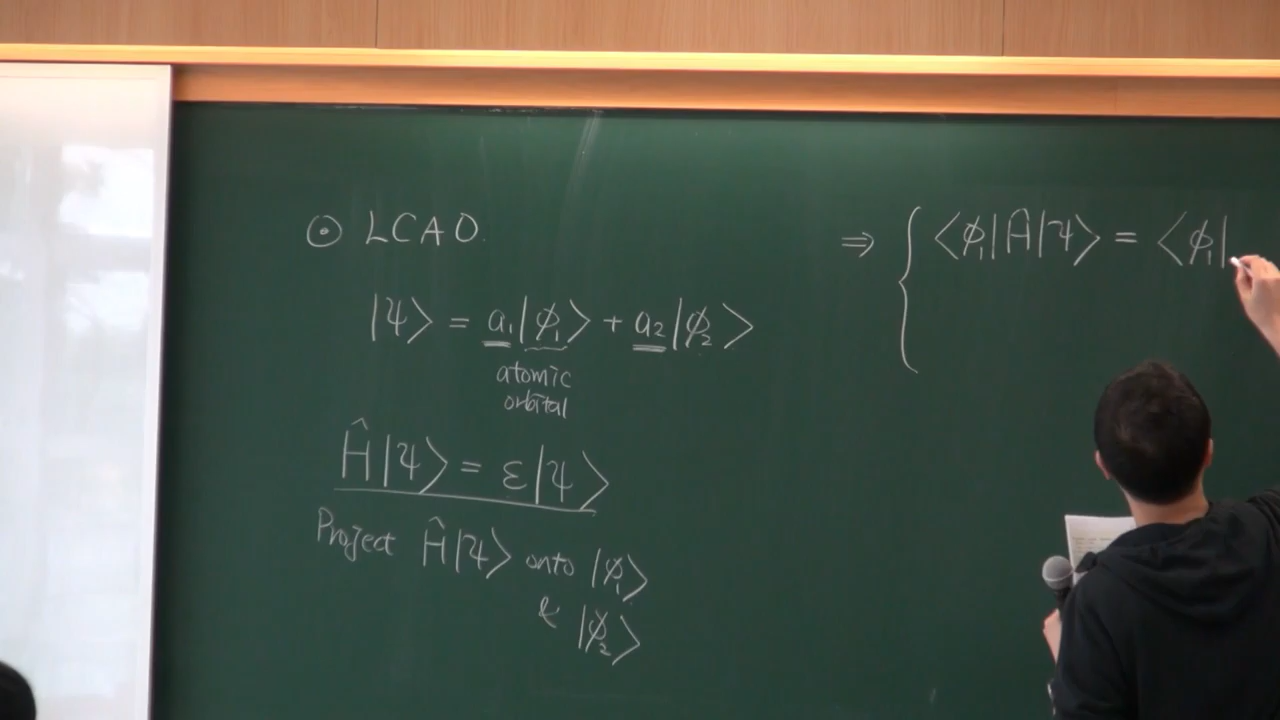 ⊙ LCAO.
|ψ⟩ = a₁|φ₁⟩ + a₂|φ₂⟩
atomic
orbital
Ĥ|ψ⟩ = ε|ψ⟩
Project Ĥ|ψ⟩ onto |φ₁⟩
& |φ₂⟩
⇒ { ⟨φ₁|Ĥ|ψ⟩ = ⟨φ₁|